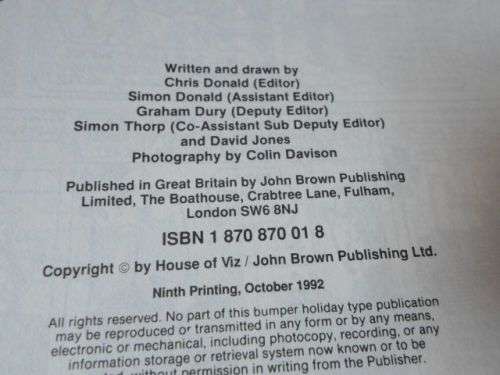 Written and drawn by
Chris Donald (Editor)
Simon Donald (Assistant Editor)
Graham Dury (Deputy Editor)
Simon Thorp (Co-Assistant Sub Deputy Editor)
and David Jones
Photography by Colin Davison
Published in Great Britain by John Brown Publishing
Limited, The Boathouse, Crabtree Lane, Fulham,
London SW6 8NJ
ISBN 1 870 870 01 8
Copyright © by House of Viz / John Brown Publishing Ltd.
Ninth Printing, October 1992
All rights reserved. No part of this bumper holiday type publication
may be reproduced or transmitted in any form or by any means,
electronic or mechanical, including photocopy, recording, or any
information storage or retrieval system now known or to be
without permission in writing from the Publisher.